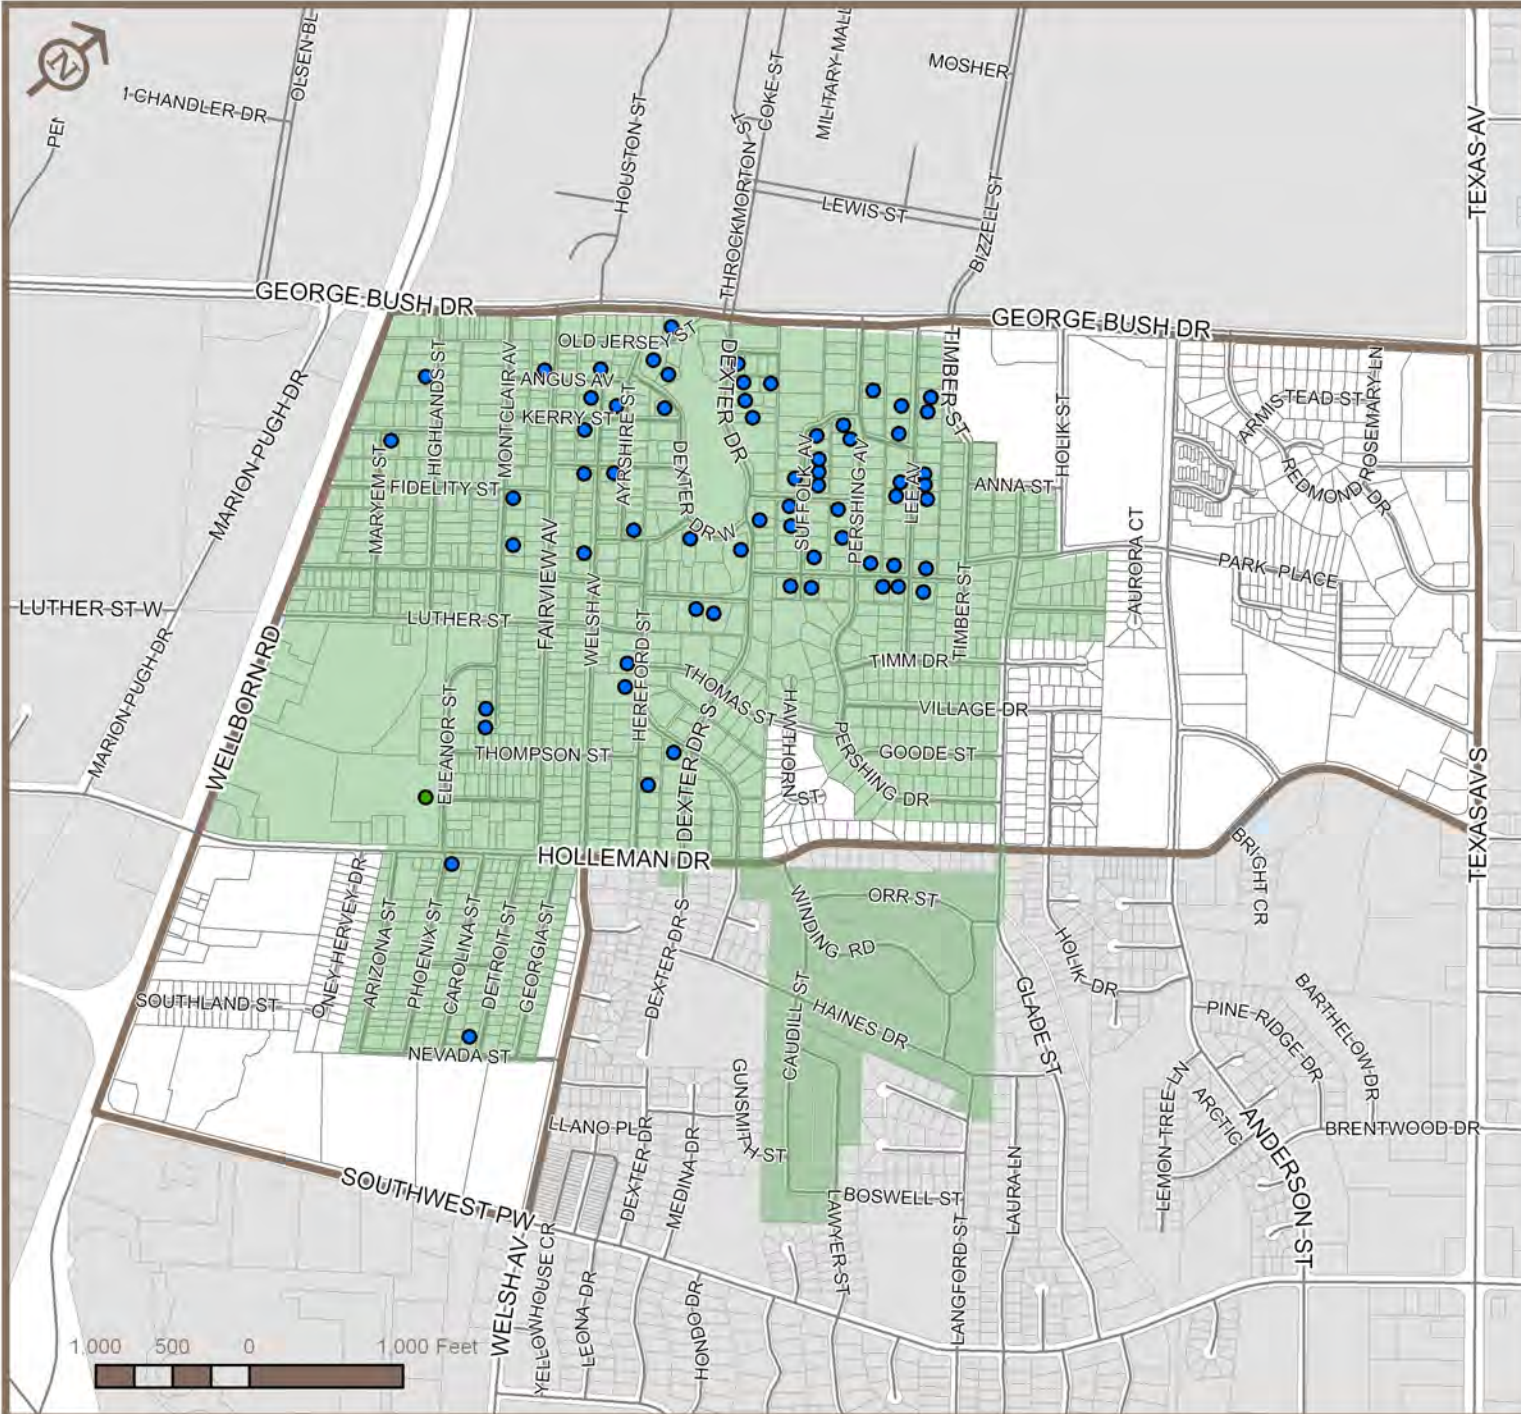 N
OLSEN-BL
1-CHANDLER-DR
MOSHER
COKE-ST
MILITARY-MALL
HOUSTON-ST
TEXAS-AV
THROCKMORTON-ST
LEWIS-ST
BIZZELL-ST
GEORGE BUSH DR
GEORGE BUSH DR
OLD JERSEY-ST
TIMBER-ST
HIGHLANDS-ST
MONTCLAIR-AV
ANGUS AV
KERRY ST
AYRSHIRE-ST
DEXTER DR
ARMISTEAD ST
ROSEMARY-LN
MARION-PUGH-DR
MARYEM-ST
FIDELITY ST
DEXTER DR W
SUFFOLK AV
PERSHING AV
LEE AV
ANNA-ST
HOLIK-ST
REDMOND DR
FAIRVIEW AV
WELSH-AV
AURORA CT
PARK-PLACE
LUTHER-ST-W
LUTHER ST
TIMBER-ST
MARION-PUGH-DR
WELLBORN RD
HEREFORD-ST
THOMAS-ST
TIMM-DR
HAWTHORN ST
VILLAGE-DR
ELEANOR-ST
THOMPSON ST
DEXTER-DR-S
PERSHING DR
GOODE ST
TEXAS-AV-S
HOLLEMAN DR
BRIGHT-CR
ONEY-HERVEY-DR
ARIZONA-ST
PHOENIX-ST
CAROLINA-ST
DETROIT-ST
GEORGIA-ST
ORR ST
WINDING RD
DEXTER-DR-S
HOLIK-DR
SOUTHLAND-ST
CAUDILL ST
HAINES-DR
GLADE-ST
PINE-RIDGE-DR
BARTHELOW-DR
NEVADA-ST
GUNSMITH-ST
LLANO PL
DEXTER-DR
MEDINA-DR
LEMON-TREE-LN
ARCTIC
ANDERSON-ST
BRENTWOOD DR
SOUTHWEST PW
BOSWELL ST
LAWYER-ST
LANGFORD-ST
LAURA-LN
WELSH-AV
YELLOWHOUSE CR
LEONA-DR
HONDO-DR
1,000 500 0 1,000 Feet